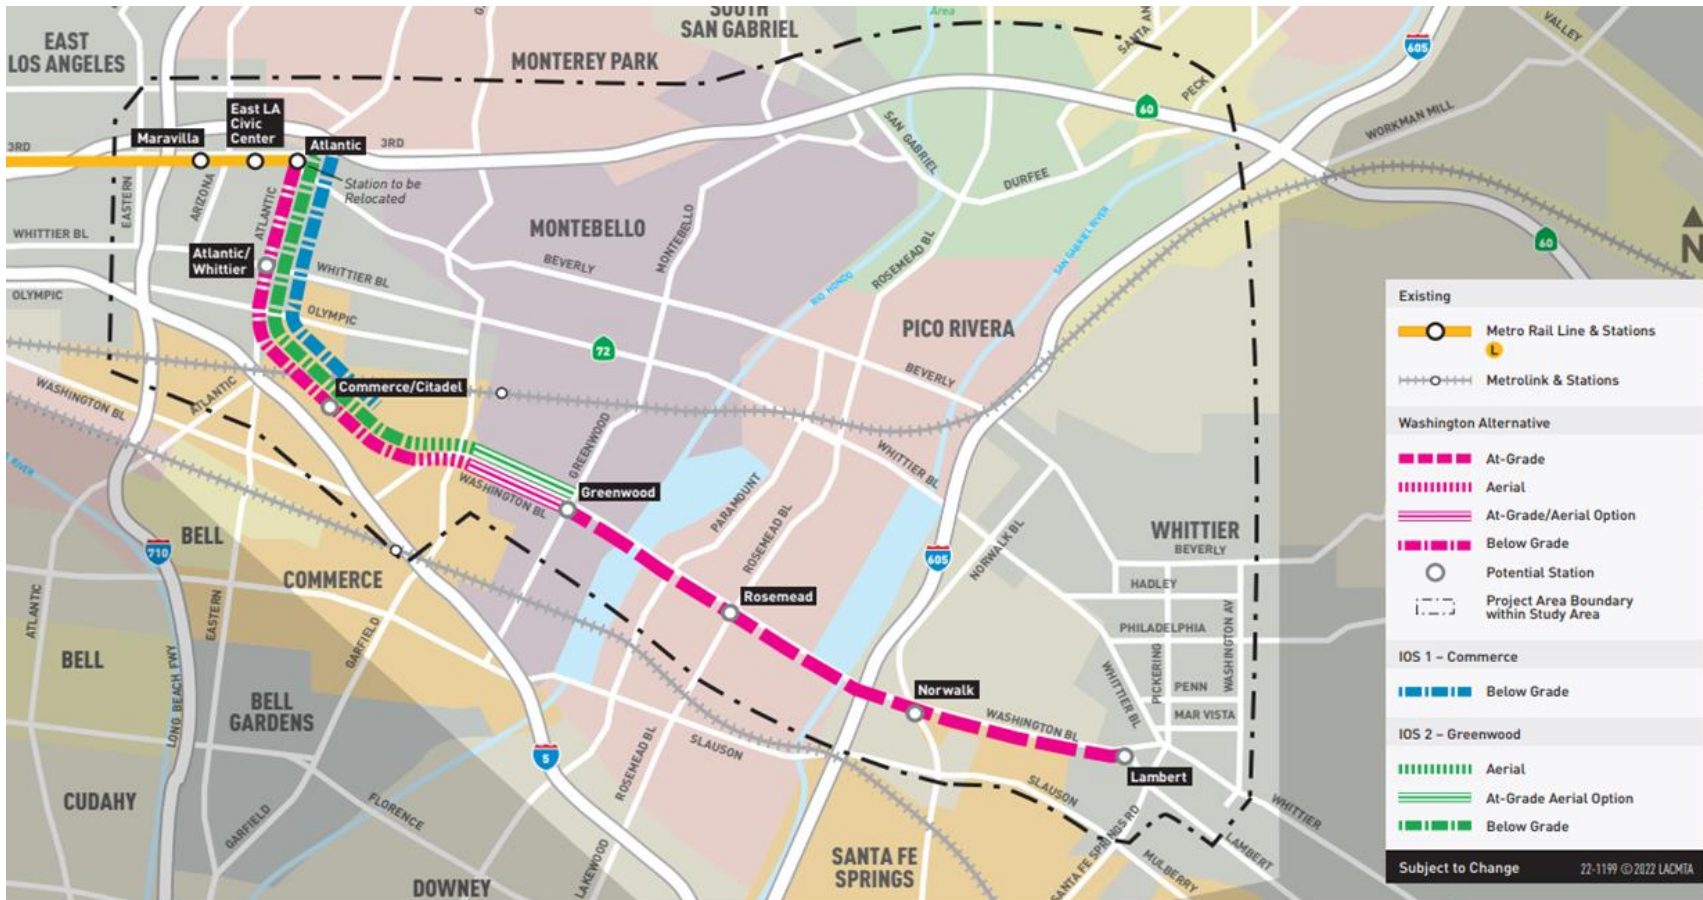 SOUTH
SAN GABRIEL
Area
SANTA AN
605
VALLEY
EAST
LOS ANGELES
MONTEREY PARK
PECK
60
WORKMAN MILL
East LA
Civic
Center
Maravilla
Atlantic
3RD
3RD
SAN GABRIEL
DURFEE
Station to be
Relocated
EASTERN
ARIZONA
ATLANTIC
WHITTIER BL
MONTEBELLO
MONTEBELLO
ROSEMEAD BL
SAN GABRIEL RIVER
60
N
Atlantic/
Whittier
WHITTIER BL
BEVERLY
RIO HONDO
OLYMPIC
OLYMPIC
PICO RIVERA
72
BEVERLY
WASHINGTON BL
ATLANTIC
Commerce/Citadel
GREENWOOD
WHITTIER BL
RIVER
WASHINGTON BL
Greenwood
PARAMOUNT
ROSEMEAD BL
BELL
710
605
NORWALK BL
WHITTIER
BEVERLY
COMMERCE
HADLEY
ATLANTIC
EASTERN
GARFIELD
Rosemead
PHILADELPHIA
WASHINGTON AV
BELL
LONG BEACH FWY
BELL
GARDENS
PICKERING
WHITTIER BL
PENN
Norwalk
MAR VISTA
WASHINGTON BL
SLAUSON
ROSEMEAD BL
5
Lambert
SLAUSON
CUDAHY
GARFIELD
FLORENCE
WHITTIER
LAMBERT
SANTA FE SPRINGS RD
MULBERRY
SANTA FE
SPRINGS
LAKEWOOD
DOWNEY
Existing
Metro Rail Line & Stations
L
Metrolink & Stations
Washington Alternative
At-Grade
Aerial
At-Grade/Aerial Option
Below Grade
Potential Station
Project Area Boundary
within Study Area
IOS 1 – Commerce
Below Grade
IOS 2 – Greenwood
Aerial
At-Grade Aerial Option
Below Grade
Subject to Change
22-1199 © 2022 LACMTA